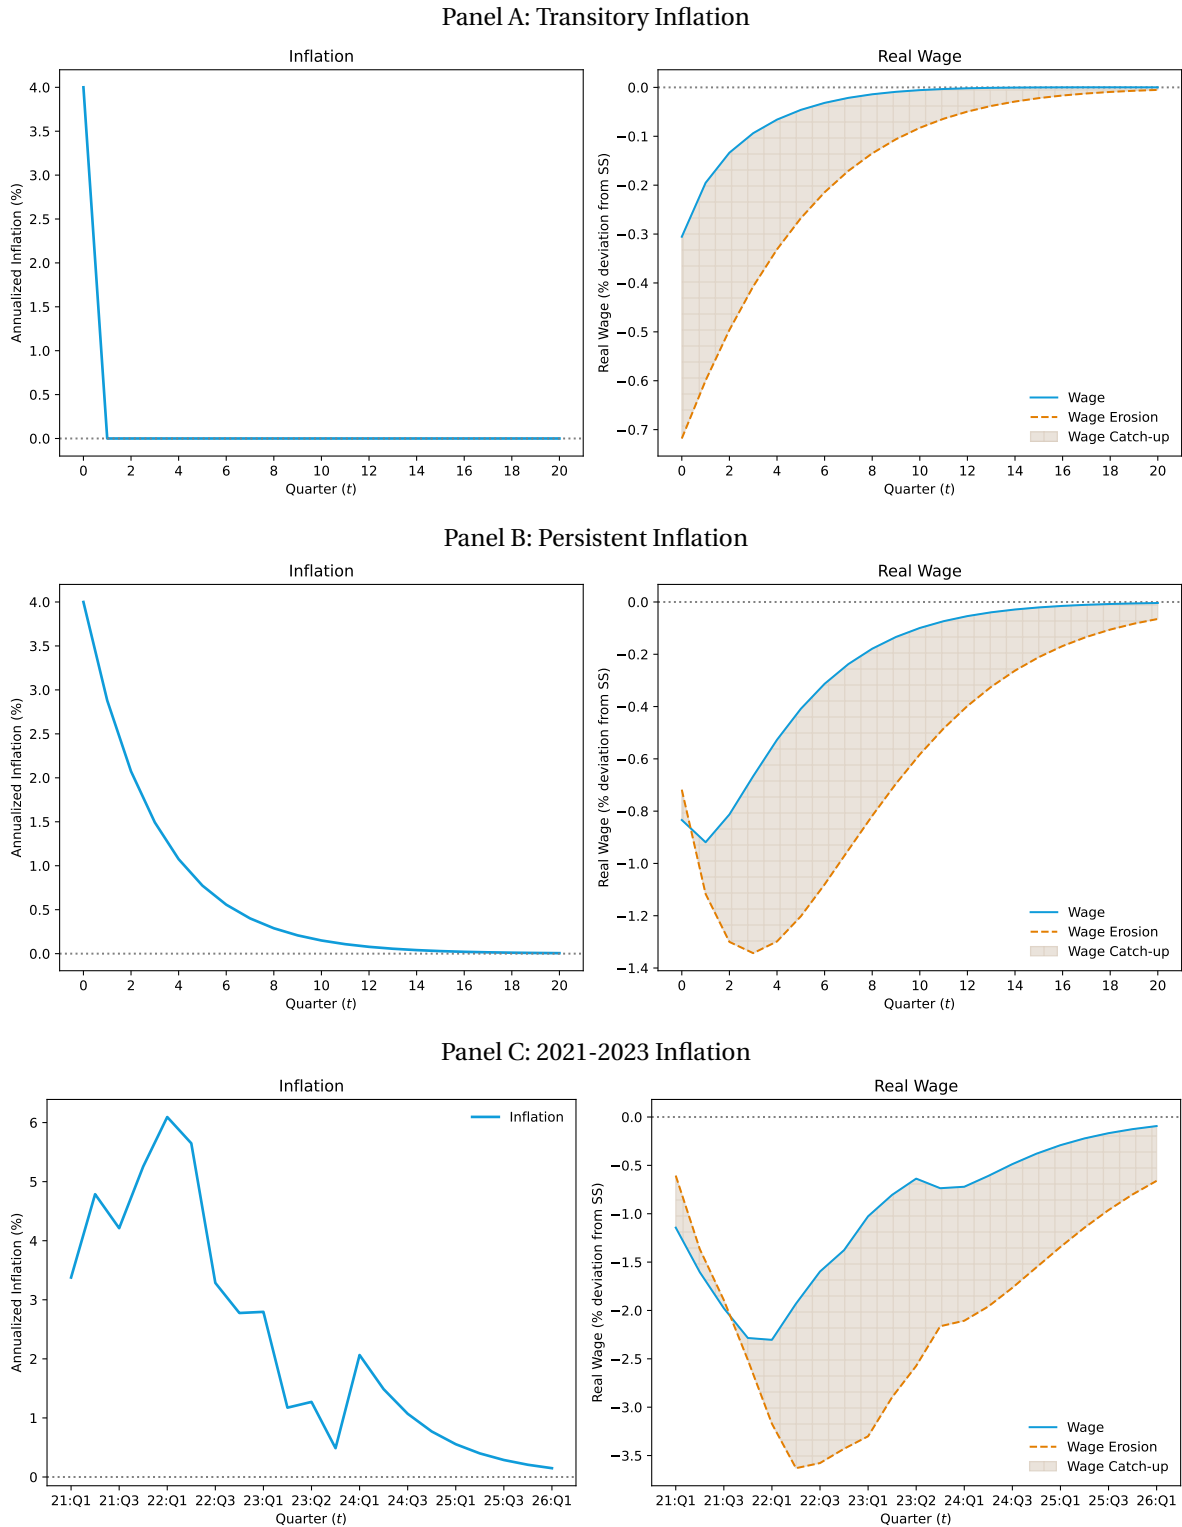 Panel A: Transitory Inflation
Inflation
Annualized Inflation (%)
4.0
3.5
3.0
2.5
2.0
1.5
1.0
0.5
0.0
0 2 4 6 8 10 12 14 16 18 20
Quarter (t)
Real Wage
Real Wage (% deviation from SS)
0.0
−0.1
−0.2
−0.3
−0.4
−0.5
−0.6
−0.7
Wage
Wage Erosion
Wage Catch-up
0 2 4 6 8 10 12 14 16 18 20
Quarter (t)
Panel B: Persistent Inflation
Inflation
Annualized Inflation (%)
4.0
3.5
3.0
2.5
2.0
1.5
1.0
0.5
0.0
0 2 4 6 8 10 12 14 16 18 20
Quarter (t)
Real Wage
Real Wage (% deviation from SS)
0.0
−0.2
−0.4
−0.6
−0.8
−1.0
−1.2
−1.4
Wage
Wage Erosion
Wage Catch-up
0 2 4 6 8 10 12 14 16 18 20
Quarter (t)
Panel C: 2021-2023 Inflation
Inflation
Inflation
Annualized Inflation (%)
6
5
4
3
2
1
0
21:Q1 21:Q3 22:Q1 22:Q3 23:Q1 23:Q2 24:Q1 24:Q3 25:Q1 25:Q3 26:Q1
Quarter (t)
Real Wage
Real Wage (% deviation from SS)
0.0
−0.5
−1.0
−1.5
−2.0
−2.5
−3.0
−3.5
Wage
Wage Erosion
Wage Catch-up
21:Q1 21:Q3 22:Q1 22:Q3 23:Q1 23:Q2 24:Q1 24:Q3 25:Q1 25:Q3 26:Q1
Quarter (t)